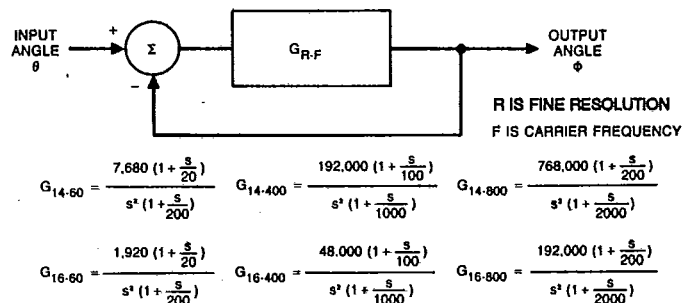 INPUT ANGLE θ
+
Σ
−
G_R-F
OUTPUT ANGLE Φ
R IS FINE RESOLUTION
F IS CARRIER FREQUENCY
G_14-60 = 7,680 (1 + s/20) / s² (1 + s/200)
G_14-400 = 192,000 (1 + s/100) / s² (1 + s/1000)
G_14-800 = 768,000 (1 + s/200) / s² (1 + s/2000)
G_16-60 = 1,920 (1 + s/20) / s² (1 + s/200)
G_16-400 = 48.000 (1 + s/100) / s² (1 + s/1000)
G_16-800 = 192,000 (1 + s/200) / s² (1 + s/2000)